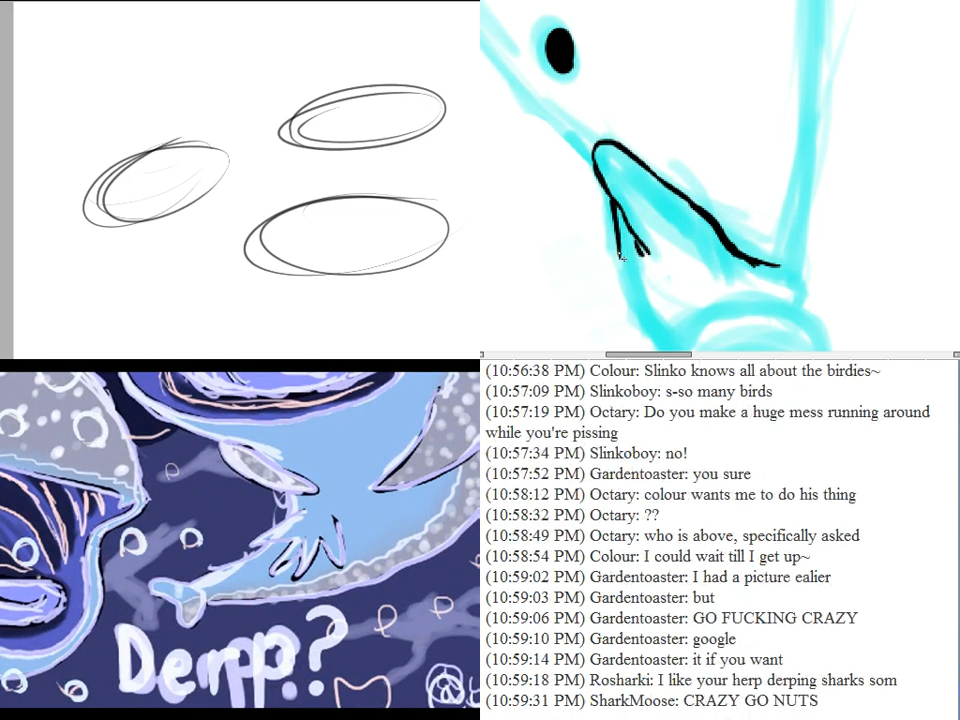 Derpp?
(10:56:38 PM) Colour: Slinko knows all about the birdies~
(10:57:09 PM) Slinkoboy: s-so many birds
(10:57:19 PM) Octary: Do you make a huge mess running around
while you're pissing
(10:57:34 PM) Slinkoboy: no!
(10:57:52 PM) Gardentoaster: you sure
(10:58:12 PM) Octary: colour wants me to do his thing
(10:58:32 PM) Octary: ??
(10:58:49 PM) Octary: who is above, specifically asked
(10:58:54 PM) Colour: I could wait till I get up~
(10:59:02 PM) Gardentoaster: I had a picture ealier
(10:59:03 PM) Gardentoaster: but
(10:59:06 PM) Gardentoaster: GO FUCKING CRAZY
(10:59:10 PM) Gardentoaster: google
(10:59:14 PM) Gardentoaster: it if you want
(10:59:18 PM) Rosharki: I like your herp derping sharks som
(10:59:31 PM) SharkMoose: CRAZY GO NUTS